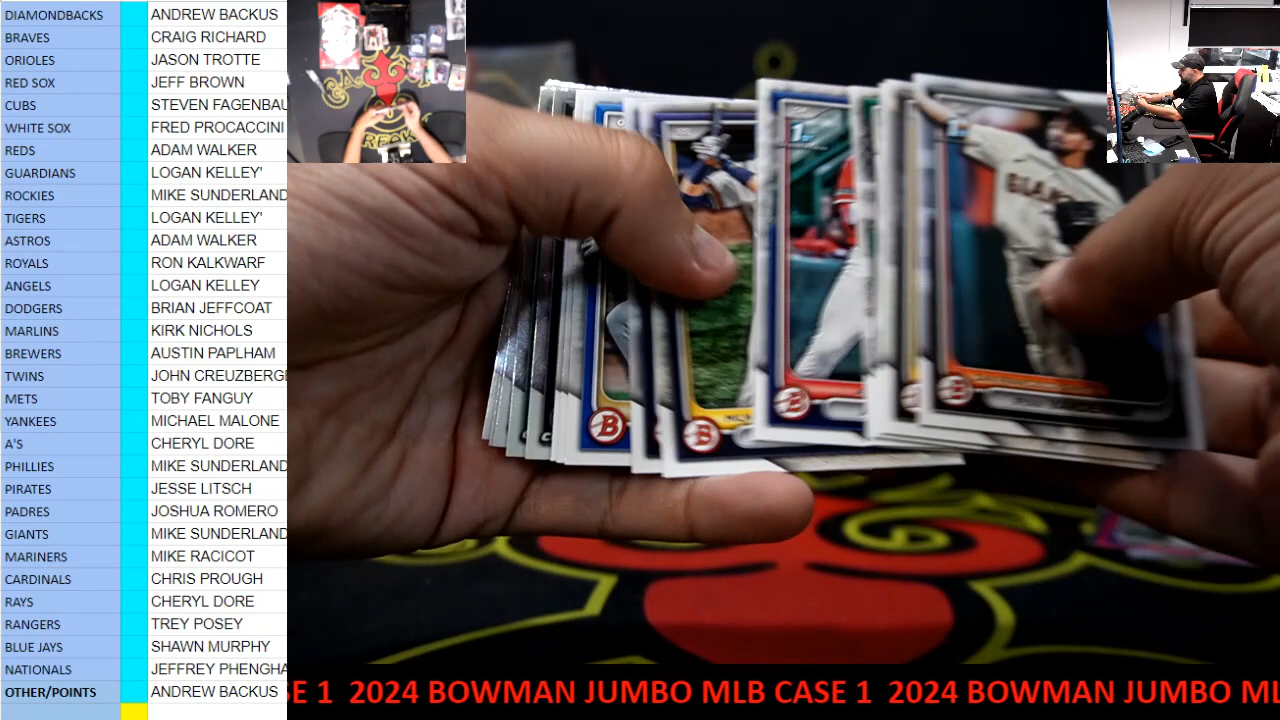 DIAMONDBACKS ANDREW BACKUS
BRAVES CRAIG RICHARD
ORIOLES JASON TROTTE
RED SOX JEFF BROWN
CUBS STEVEN FAGENBAU
WHITE SOX FRED PROCACCINI
REDS ADAM WALKER
GUARDIANS LOGAN KELLEY'
ROCKIES MIKE SUNDERLAND
TIGERS LOGAN KELLEY'
ASTROS ADAM WALKER
ROYALS RON KALKWARF
ANGELS LOGAN KELLEY
DODGERS BRIAN JEFFCOAT
MARLINS KIRK NICHOLS
BREWERS AUSTIN PAPLHAM
TWINS JOHN CREUZBERGE
METS TOBY FANGUY
YANKEES MICHAEL MALONE
A'S CHERYL DORE
PHILLIES MIKE SUNDERLAND
PIRATES JESSE LITSCH
PADRES JOSHUA ROMERO
GIANTS MIKE SUNDERLAND
MARINERS MIKE RACICOT
CARDINALS CHRIS PROUGH
RAYS CHERYL DORE
RANGERS TREY POSEY
BLUE JAYS SHAWN MURPHY
NATIONALS JEFFREY PHENGHA
OTHER/POINTS ANDREW BACKUS
B
B
B
B
SE 1 2024 BOWMAN JUMBO MLB CASE 1 2024 BOWMAN JUMBO ML